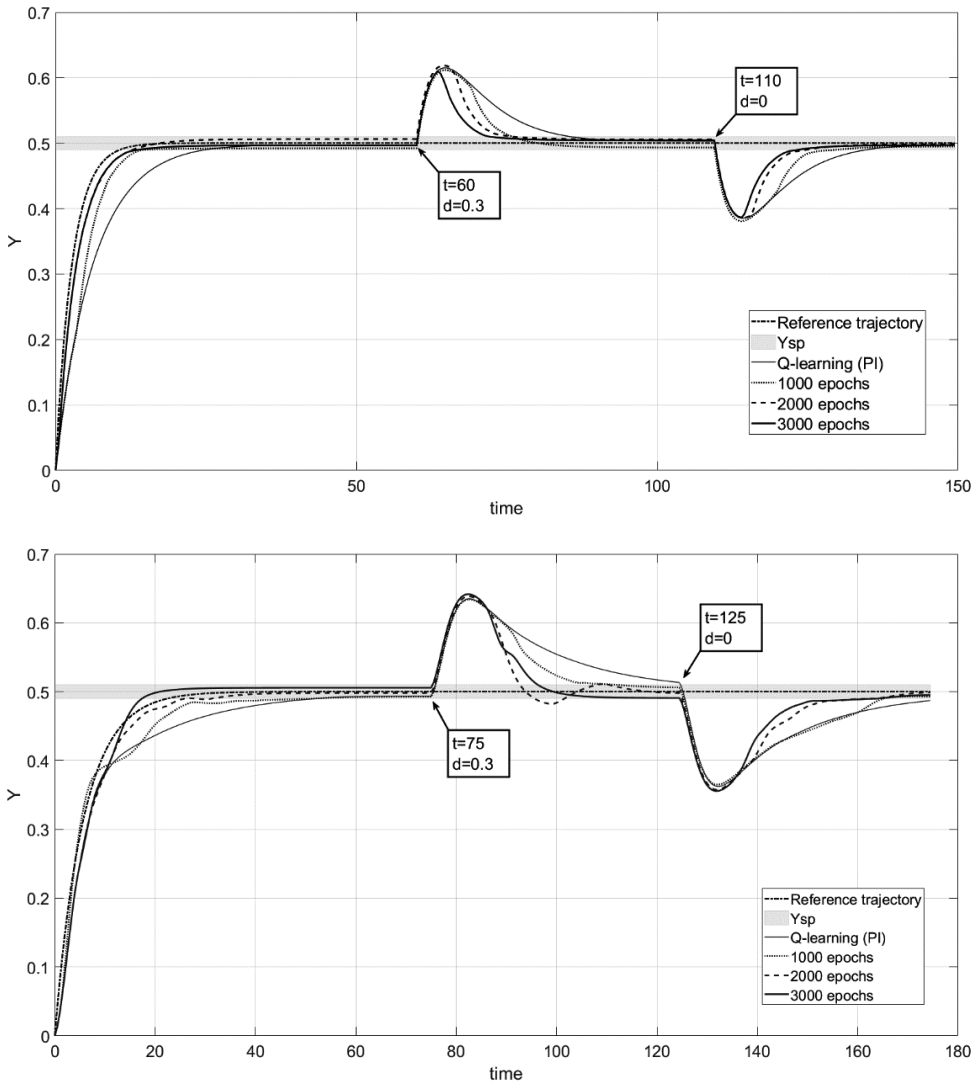 0.7
0.6
0.5
0.4
0.3
0.2
0.1
0
Y
t=60
d=0.3
t=110
d=0
Reference trajectory
Ysp
Q-learning (PI)
1000 epochs
2000 epochs
3000 epochs
0 50 100 150
time
0.7
0.6
0.5
0.4
0.3
0.2
0.1
0
Y
t=75
d=0.3
t=125
d=0
Reference trajectory
Ysp
Q-learning (PI)
1000 epochs
2000 epochs
3000 epochs
0 20 40 60 80 100 120 140 160 180
time